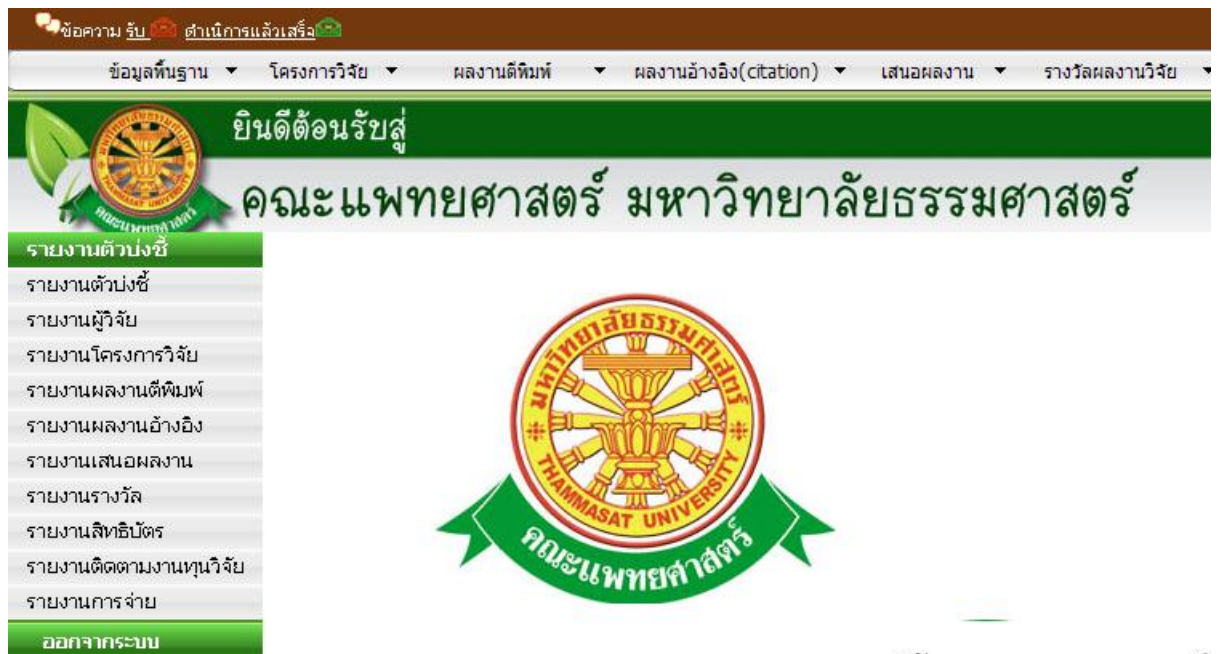 ข้อความ รับ ดำเนินการแล้วเสร็จ
ข้อมูลพื้นฐาน โครงการวิจัย ผลงานตีพิมพ์ ผลงานอ้างอิง(citation) เสนอผลงาน รางวัลผลงานวิจัย
ยินดีต้อนรับสู่
คณะแพทยศาสตร์ มหาวิทยาลัยธรรมศาสตร์
รายงานตัวบ่งชี้
รายงานตัวบ่งชี้
รายงานผู้วิจัย
รายงานโครงการวิจัย
รายงานผลงานตีพิมพ์
รายงานผลงานอ้างอิง
รายงานเสนอผลงาน
รายงานรางวัล
รายงานสิทธิบัตร
รายงานติดตามงานทุนวิจัย
รายงานการจ่าย
ออกจากระบบ
มหาวิทยาลัยธรรมศาสตร์
THAMMASAT UNIVERSITY
คณะแพทยศาสตร์